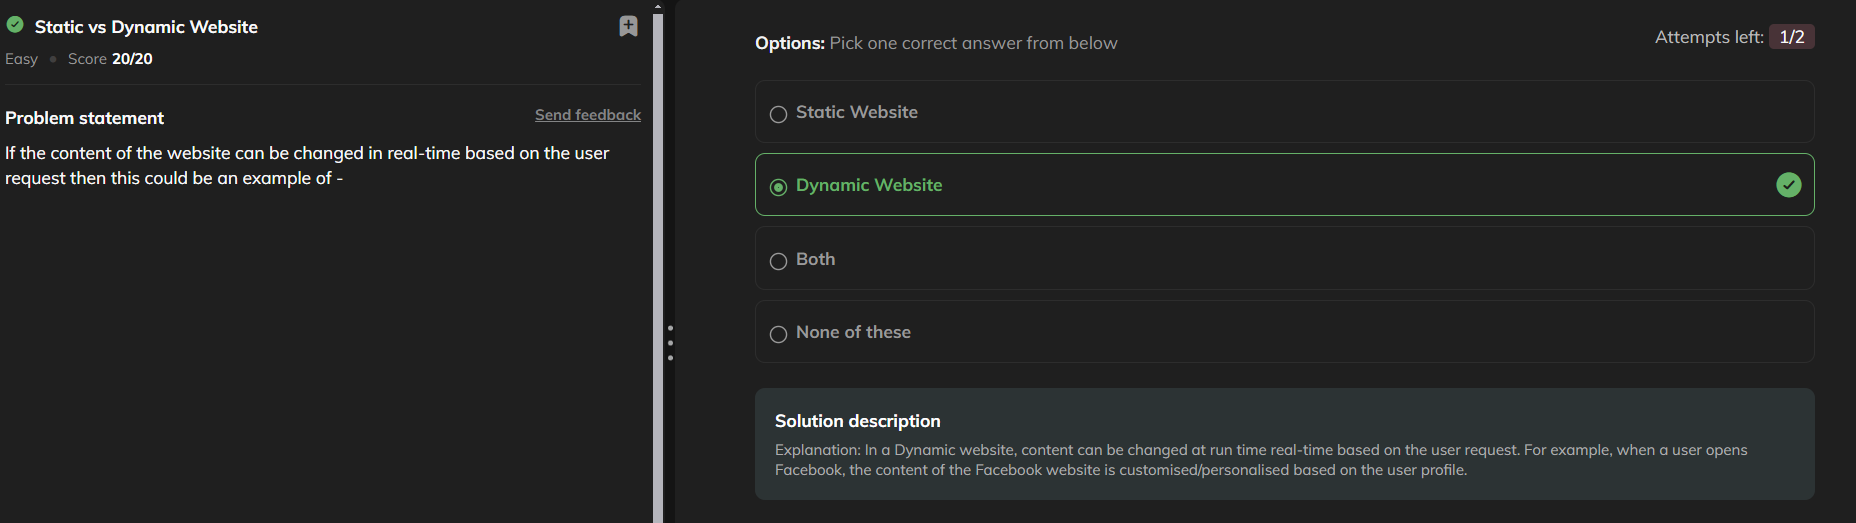 Static vs Dynamic Website
Easy • Score 20/20
Problem statement
Send feedback
If the content of the website can be changed in real-time based on the user
request then this could be an example of -
Options: Pick one correct answer from below
Attempts left: 1/2
Static Website
Dynamic Website
Both
None of these
Solution description
Explanation: In a Dynamic website, content can be changed at run time real-time based on the user request. For example, when a user opens
Facebook, the content of the Facebook website is customised/personalised based on the user profile.